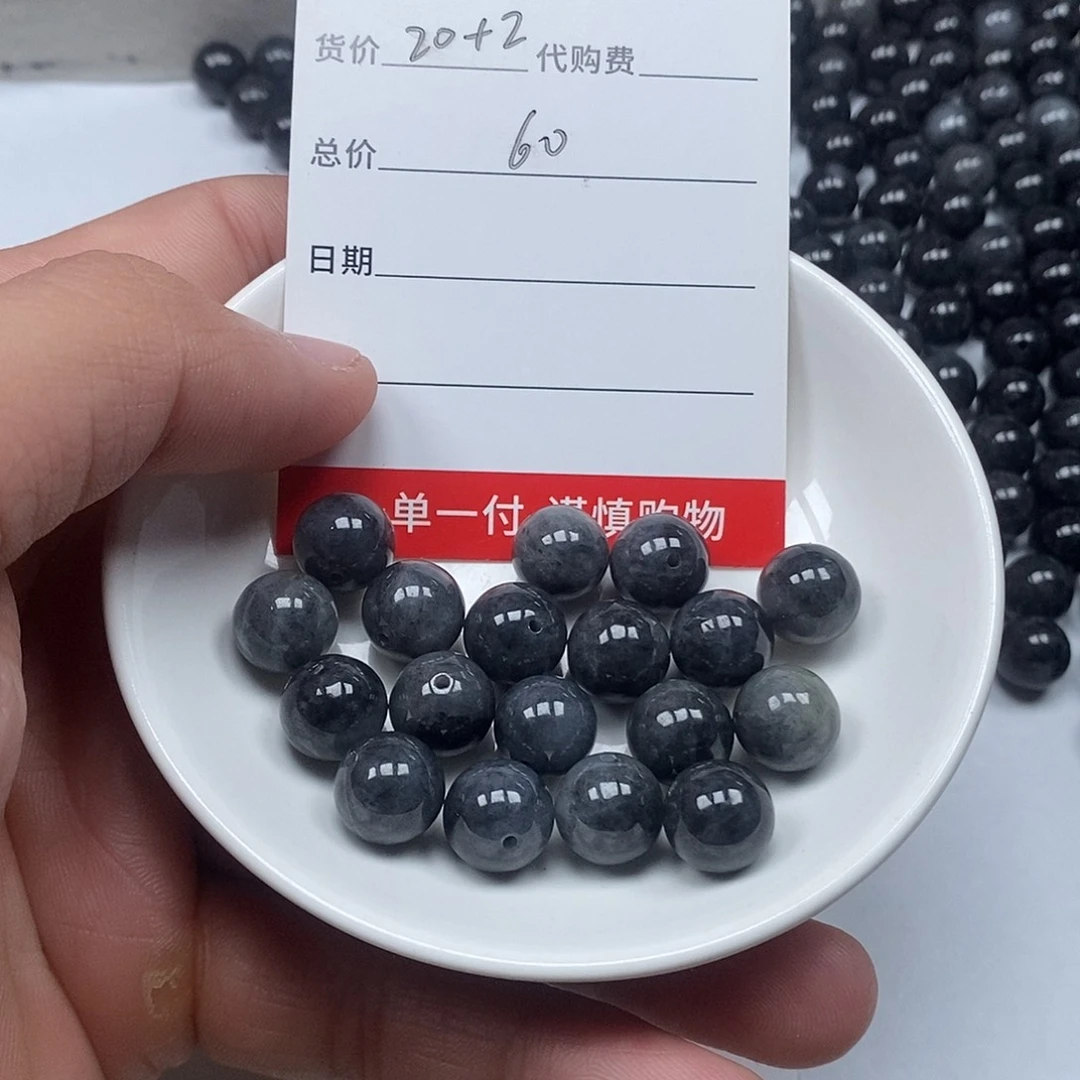 货价 20+2 代购费
总价 60
日期
单一付 谨慎购物